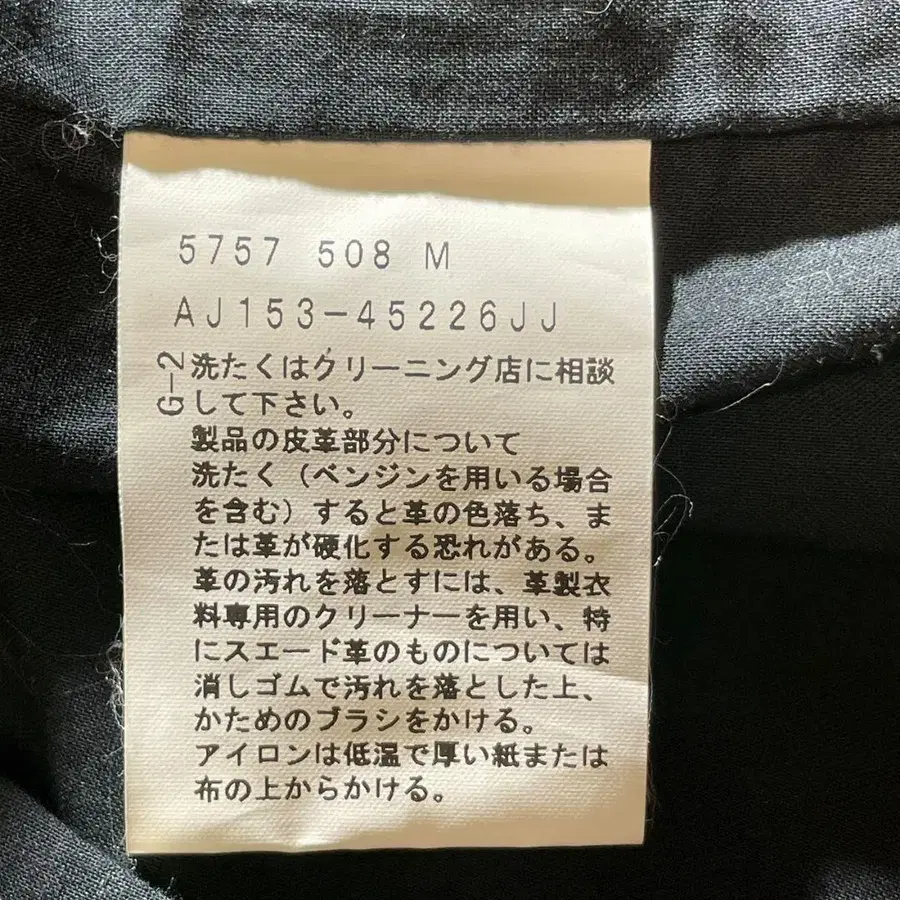 5757 508 M
AJ153-45226JJ
G-2
洗たくはクリーニング店に相談
して下さい。
製品の皮革部分について
洗たく（ベンジンを用いる場合
を含む）すると革の色落ち、ま
たは革が硬化する恐れがある。
革の汚れを落とすには、革製衣
料専用のクリーナーを用い、特
にスエード革のものについては
消しゴムで汚れを落とした上、
かためのブラシをかける。
アイロンは低温で厚い紙または
布の上からかける。